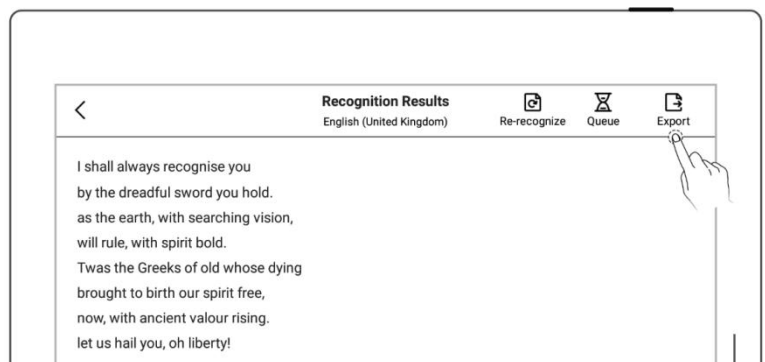 Recognition Results
English (United Kingdom)
Re-recognize
Queue
Export
I shall always recognise you
by the dreadful sword you hold.
as the earth, with searching vision,
will rule, with spirit bold.
Twas the Greeks of old whose dying
brought to birth our spirit free,
now, with ancient valour rising.
let us hail you, oh liberty!